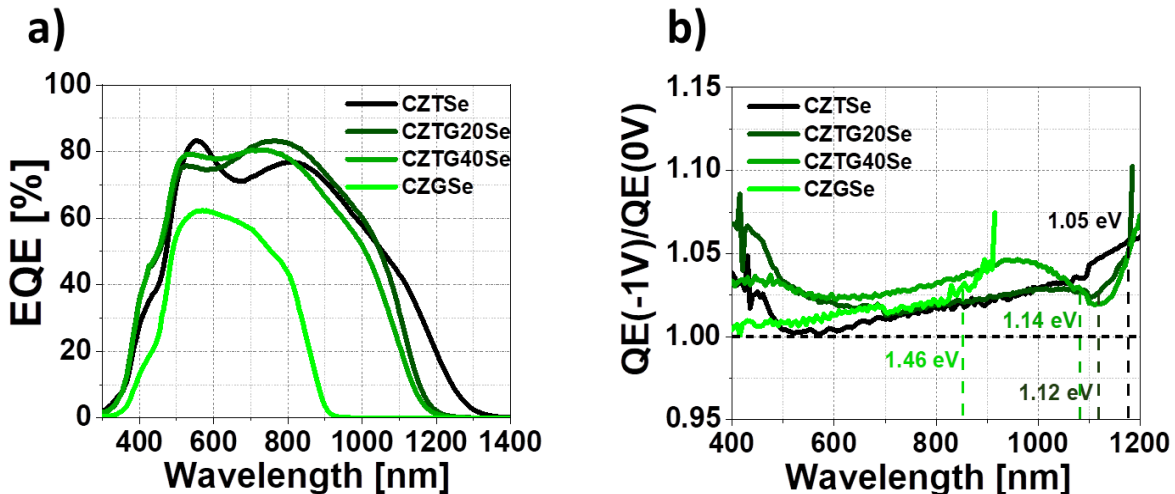 a)
EQE [%]
100
80
60
40
20
0
400 600 800 1000 1200 1400
Wavelength [nm]
CZTSe
CZTG20Se
CZTG40Se
CZGSe
b)
QE(-1V)/QE(0V)
1.15
1.10
1.05
1.00
0.95
400 600 800 1000 1200
Wavelength [nm]
CZTSe
CZTG20Se
CZTG40Se
CZGSe
1.05 eV
1.14 eV
1.46 eV
1.12 eV